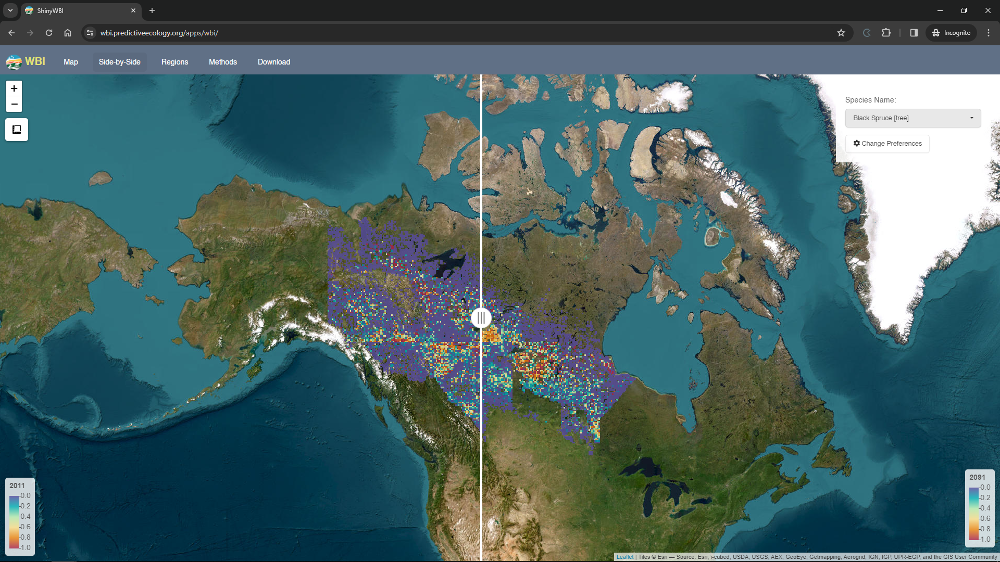 ShinyWBI
wbi.predictiveecology.org/apps/wbi/
Incognito
WBI
Map
Side-by-Side
Regions
Methods
Download
+
−
Species Name:
Black Spruce [tree]
Change Preferences
2011
0.0
0.2
0.4
0.6
0.8
1.0
2091
0.0
0.2
0.4
0.6
0.8
1.0
Leaflet | Tiles © Esri — Source: Esri, i-cubed, USDA, USGS, AEX, GeoEye, Getmapping, Aerogrid, IGN, IGP, UPR-EGP, and the GIS User Community